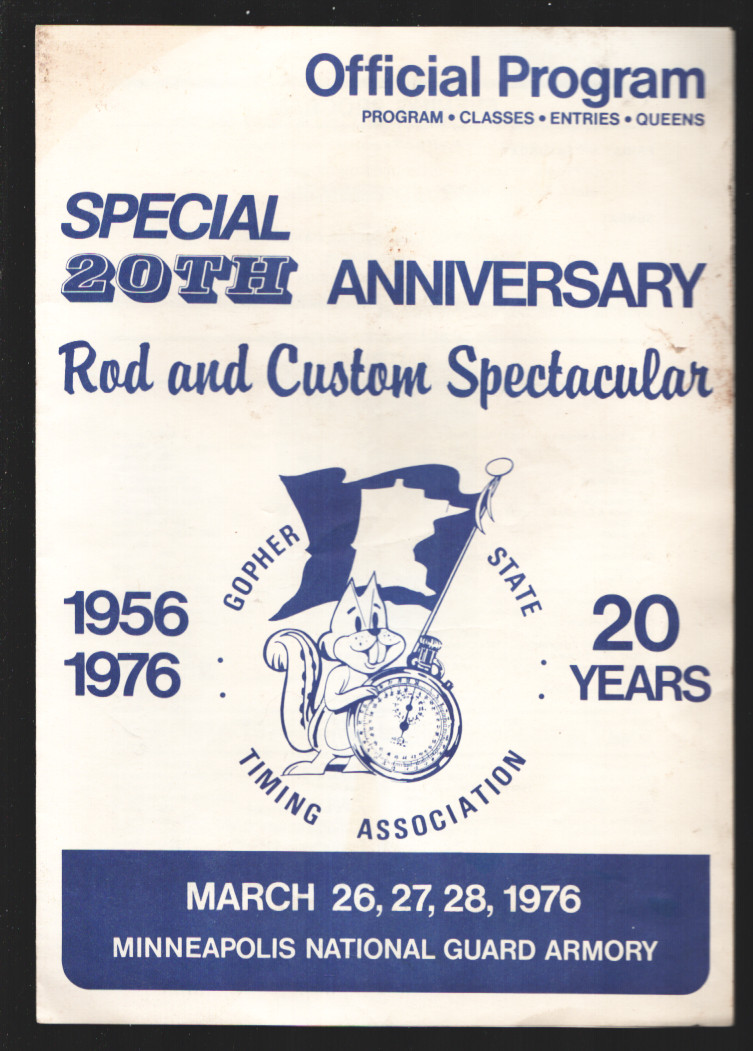 Official Program
PROGRAM • CLASSES • ENTRIES • QUEENS
SPECIAL
20TH ANNIVERSARY
Rod and Custom Spectacular
GOPHER STATE
1956
1976
20
YEARS
TIMING ASSOCIATION
MARCH 26, 27, 28, 1976
MINNEAPOLIS NATIONAL GUARD ARMORY